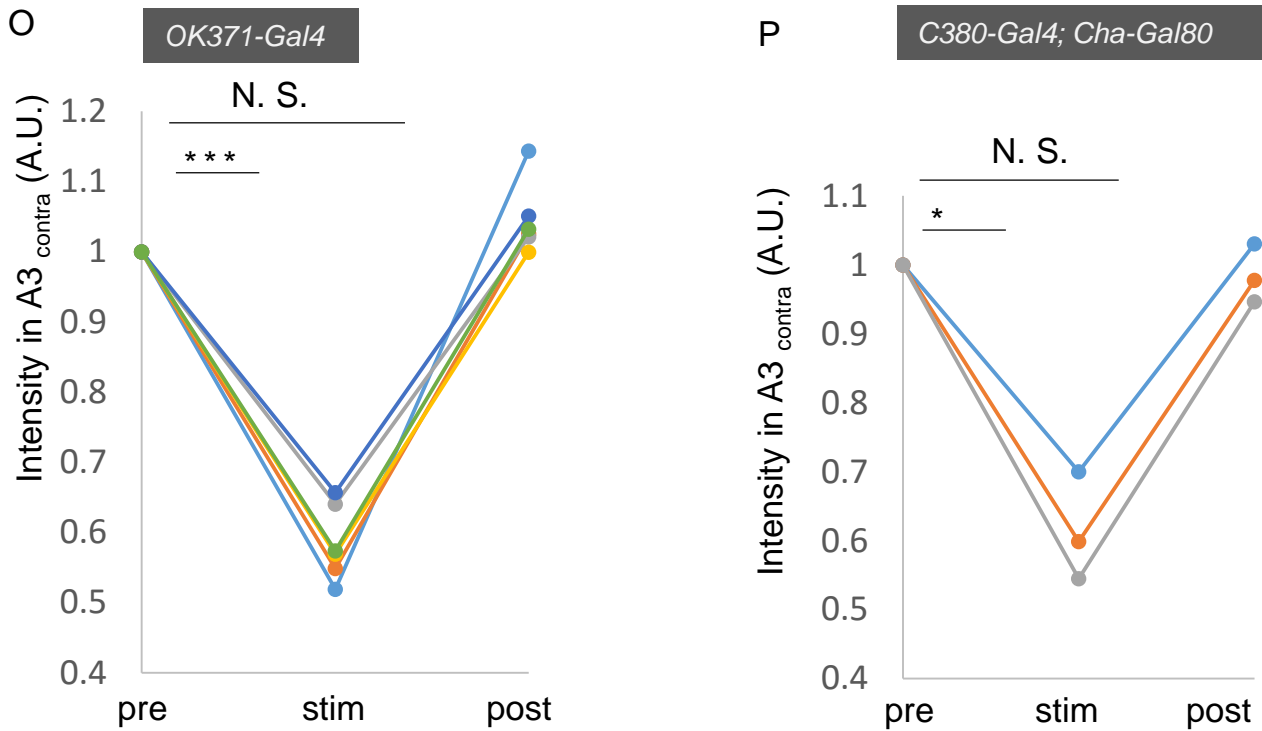 O
OK371-Gal4
N. S.
* * *
Intensity in A3 contra (A.U.)
1.2
1.1
1
0.9
0.8
0.7
0.6
0.5
0.4
pre stim post
P
C380-Gal4; Cha-Gal80
N. S.
*
Intensity in A3 contra (A.U.)
1.1
1
0.9
0.8
0.7
0.6
0.5
0.4
pre stim post